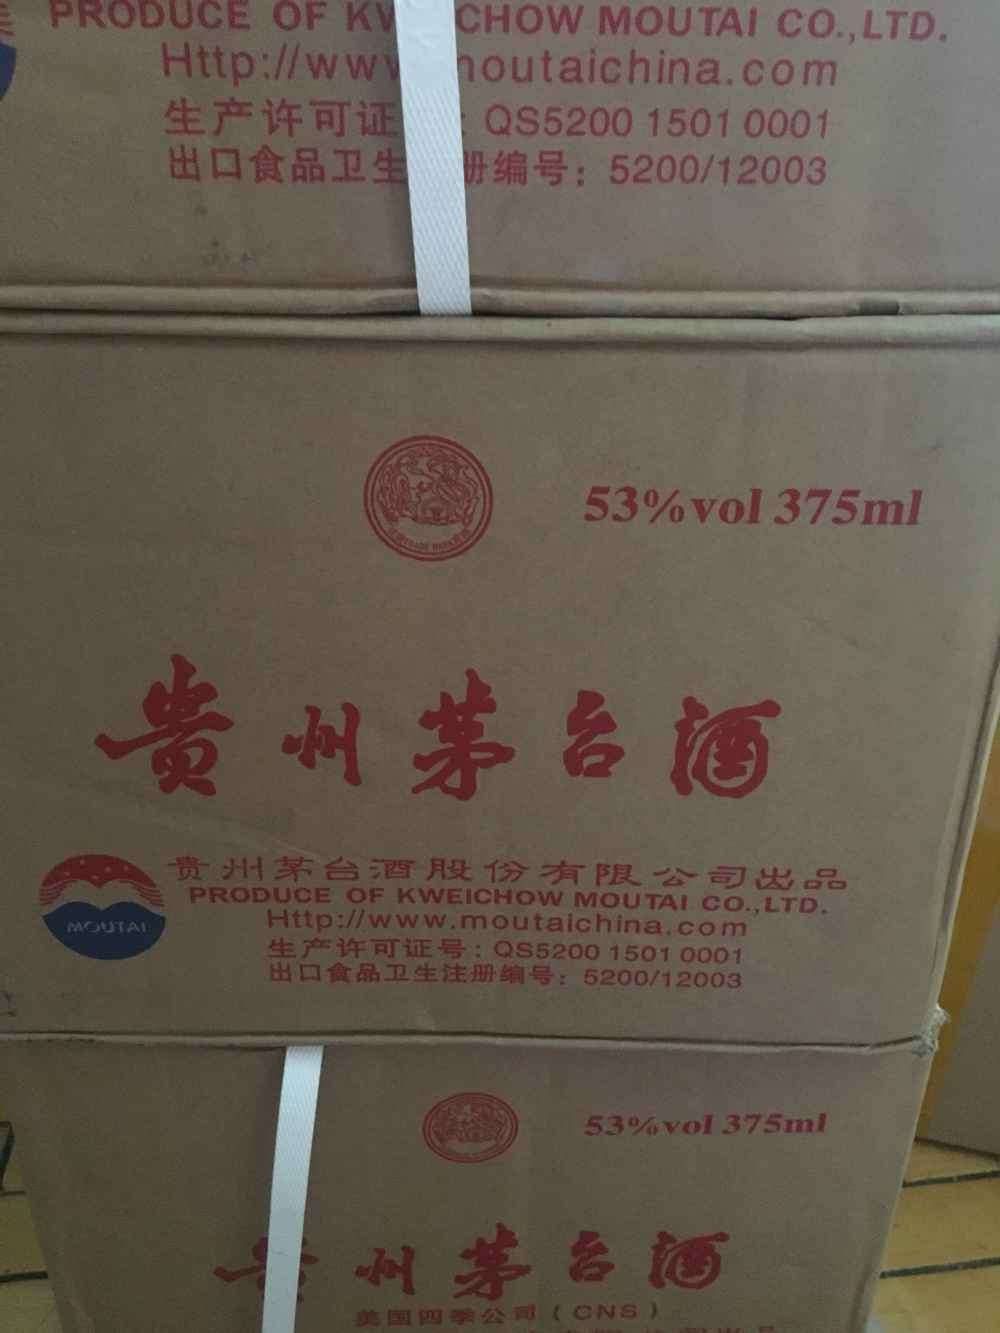 PRODUCE OF KWEICHOW MOUTAI CO.,LTD.
Http://www.moutaichina.com
生产许可证 : QS5200 1501 0001
出口食品卫生 册编号: 5200/12003
53%vol 375ml
贵州茅台酒
MOUTAI
贵州茅台酒股份有限公司出品
PRODUCE OF KWEICHOW MOUTAI CO.,LTD.
Http://www.moutaichina.com
生产许可证号: QS5200 1501 0001
出口食品卫生注册编号: 5200/12003
53%vol 375ml
贵州茅台酒
美国四季公司(CNS)